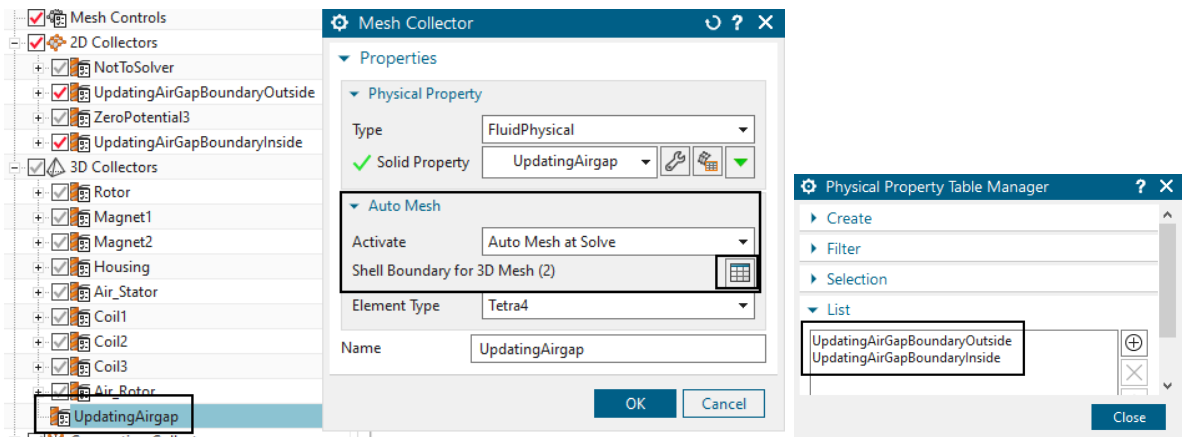 Mesh Controls
2D Collectors
NotToSolver
UpdatingAirGapBoundaryOutside
ZeroPotential3
UpdatingAirGapBoundaryInside
3D Collectors
Rotor
Magnet1
Magnet2
Housing
Air_Stator
Coil1
Coil2
Coil3
Air_Rotor
UpdatingAirgap
Mesh Collector
Properties
Physical Property
Type FluidPhysical
Solid Property UpdatingAirgap
Auto Mesh
Activate Auto Mesh at Solve
Shell Boundary for 3D Mesh (2)
Element Type Tetra4
Name UpdatingAirgap
OK Cancel
Physical Property Table Manager
Create
Filter
Selection
List
UpdatingAirGapBoundaryOutside
UpdatingAirGapBoundaryInside
Close